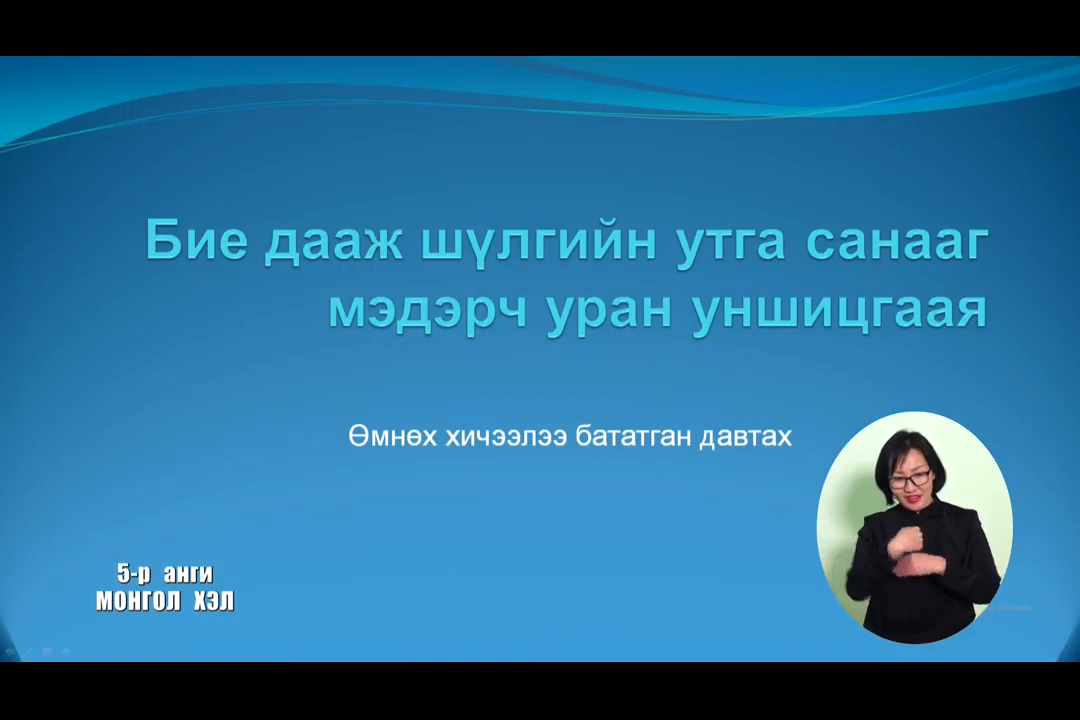 Бие дааж шүлгийн утга санааг
мэдэрч уран уншицгаая
Өмнөх хичээлээ бататган давтах
5-р анги
МОНГОЛ ХЭЛ